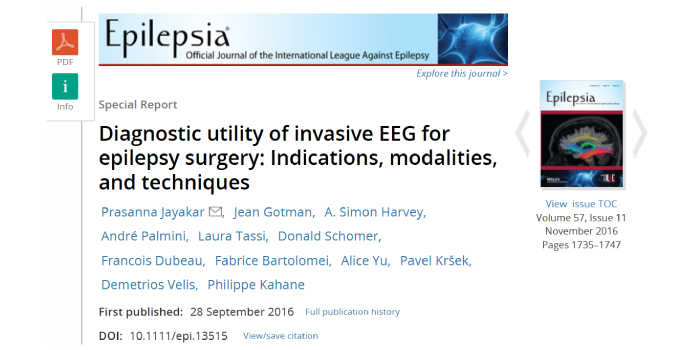 PDF
Info
Epilepsia®
Official Journal of the International League Against Epilepsy
Explore this journal >
Special Report
Diagnostic utility of invasive EEG for
epilepsy surgery: Indications, modalities,
and techniques
Prasanna Jayakar, Jean Gotman, A. Simon Harvey,
André Palmini, Laura Tassi, Donald Schomer,
Francois Dubeau, Fabrice Bartolomei, Alice Yu, Pavel Kršek,
Demetrios Velis, Philippe Kahane
First published: 28 September 2016 Full publication history
DOI: 10.1111/epi.13515 View/save citation
Epilepsia
View issue TOC
Volume 57, Issue 11
November 2016
Pages 1735–1747